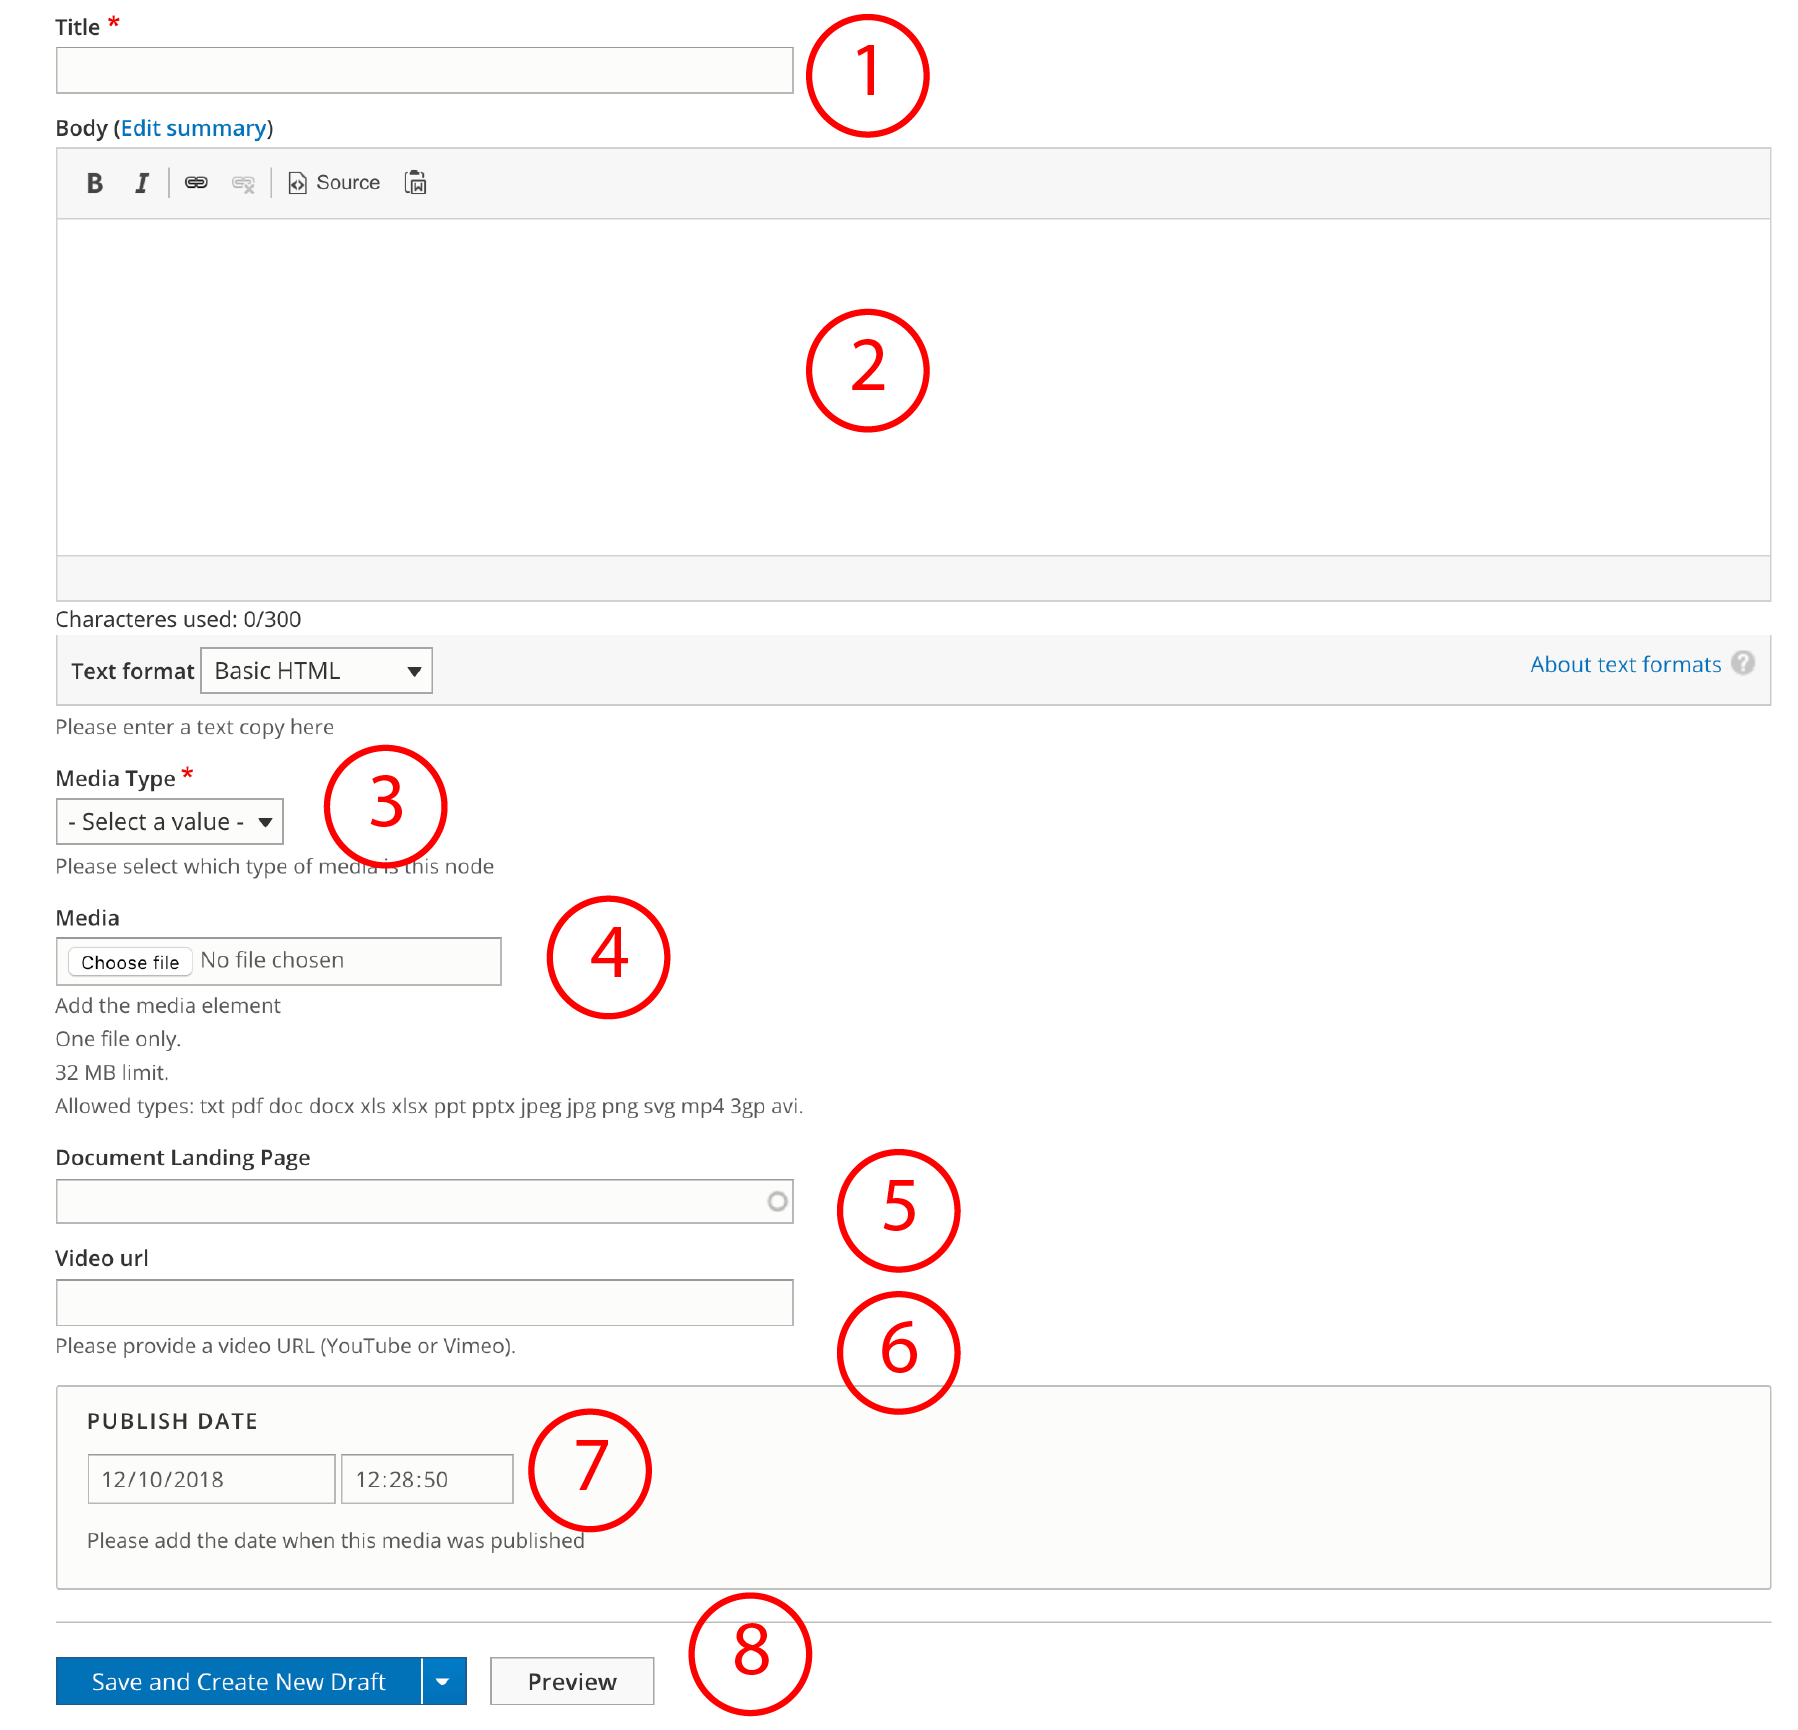 Title *
1
Body (Edit summary)
B I Source
2
Characteres used: 0/300
Text format Basic HTML About text formats ?
Please enter a text copy here
Media Type *
3
- Select a value -
Please select which type of media is this node
Media
4
Choose file No file chosen
Add the media element
One file only.
32 MB limit.
Allowed types: txt pdf doc docx xls xlsx ppt pptx jpeg jpg png svg mp4 3gp avi.
Document Landing Page
5
Video url
6
Please provide a video URL (YouTube or Vimeo).
PUBLISH DATE
7
12/10/2018 12:28:50
Please add the date when this media was published
8
Save and Create New Draft Preview